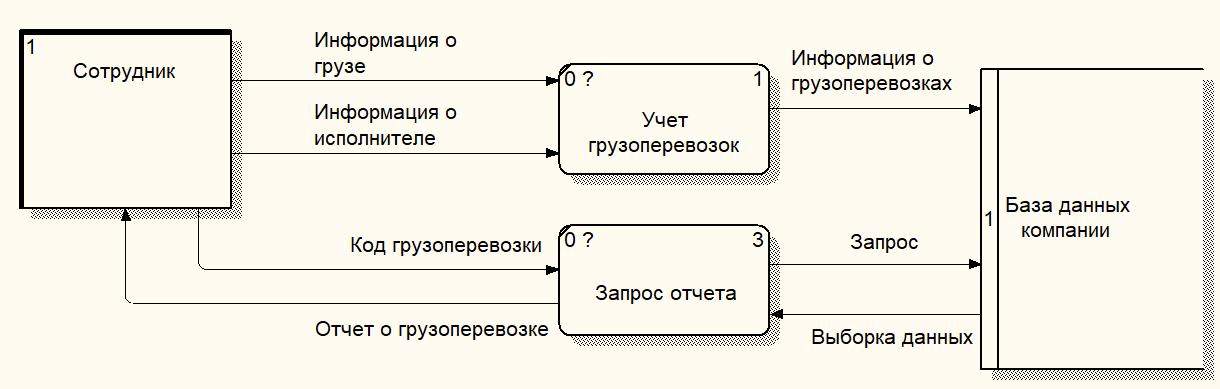 1
Сотрудник
Информация о
грузе
Информация о
исполнителе
0 ?
1
Учет
грузоперевозок
Информация о
грузоперевозках
1
База данных
компании
Код грузоперевозки
Отчет о грузоперевозке
0 ?
3
Запрос отчета
Запрос
Выборка данных